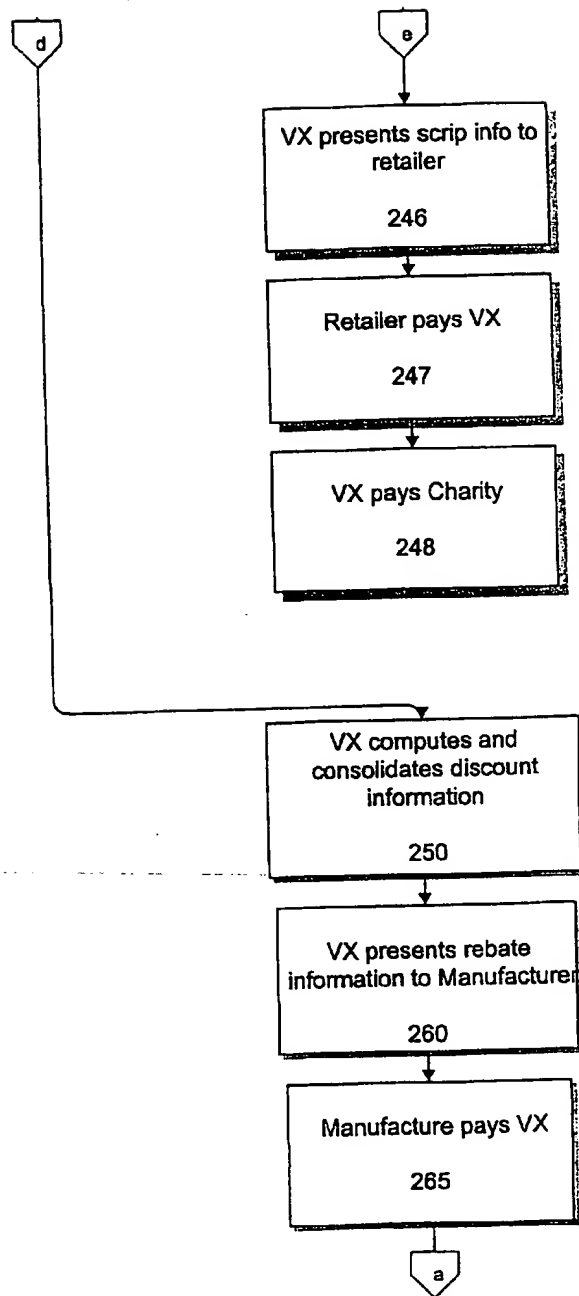 d
e
VX presents scrip info to
retailer
246
Retailer pays VX
247
VX pays Charity
248
VX computes and
consolidates discount
information
250
VX presents rebate
information to Manufacturer
260
Manufacture pays VX
265
a